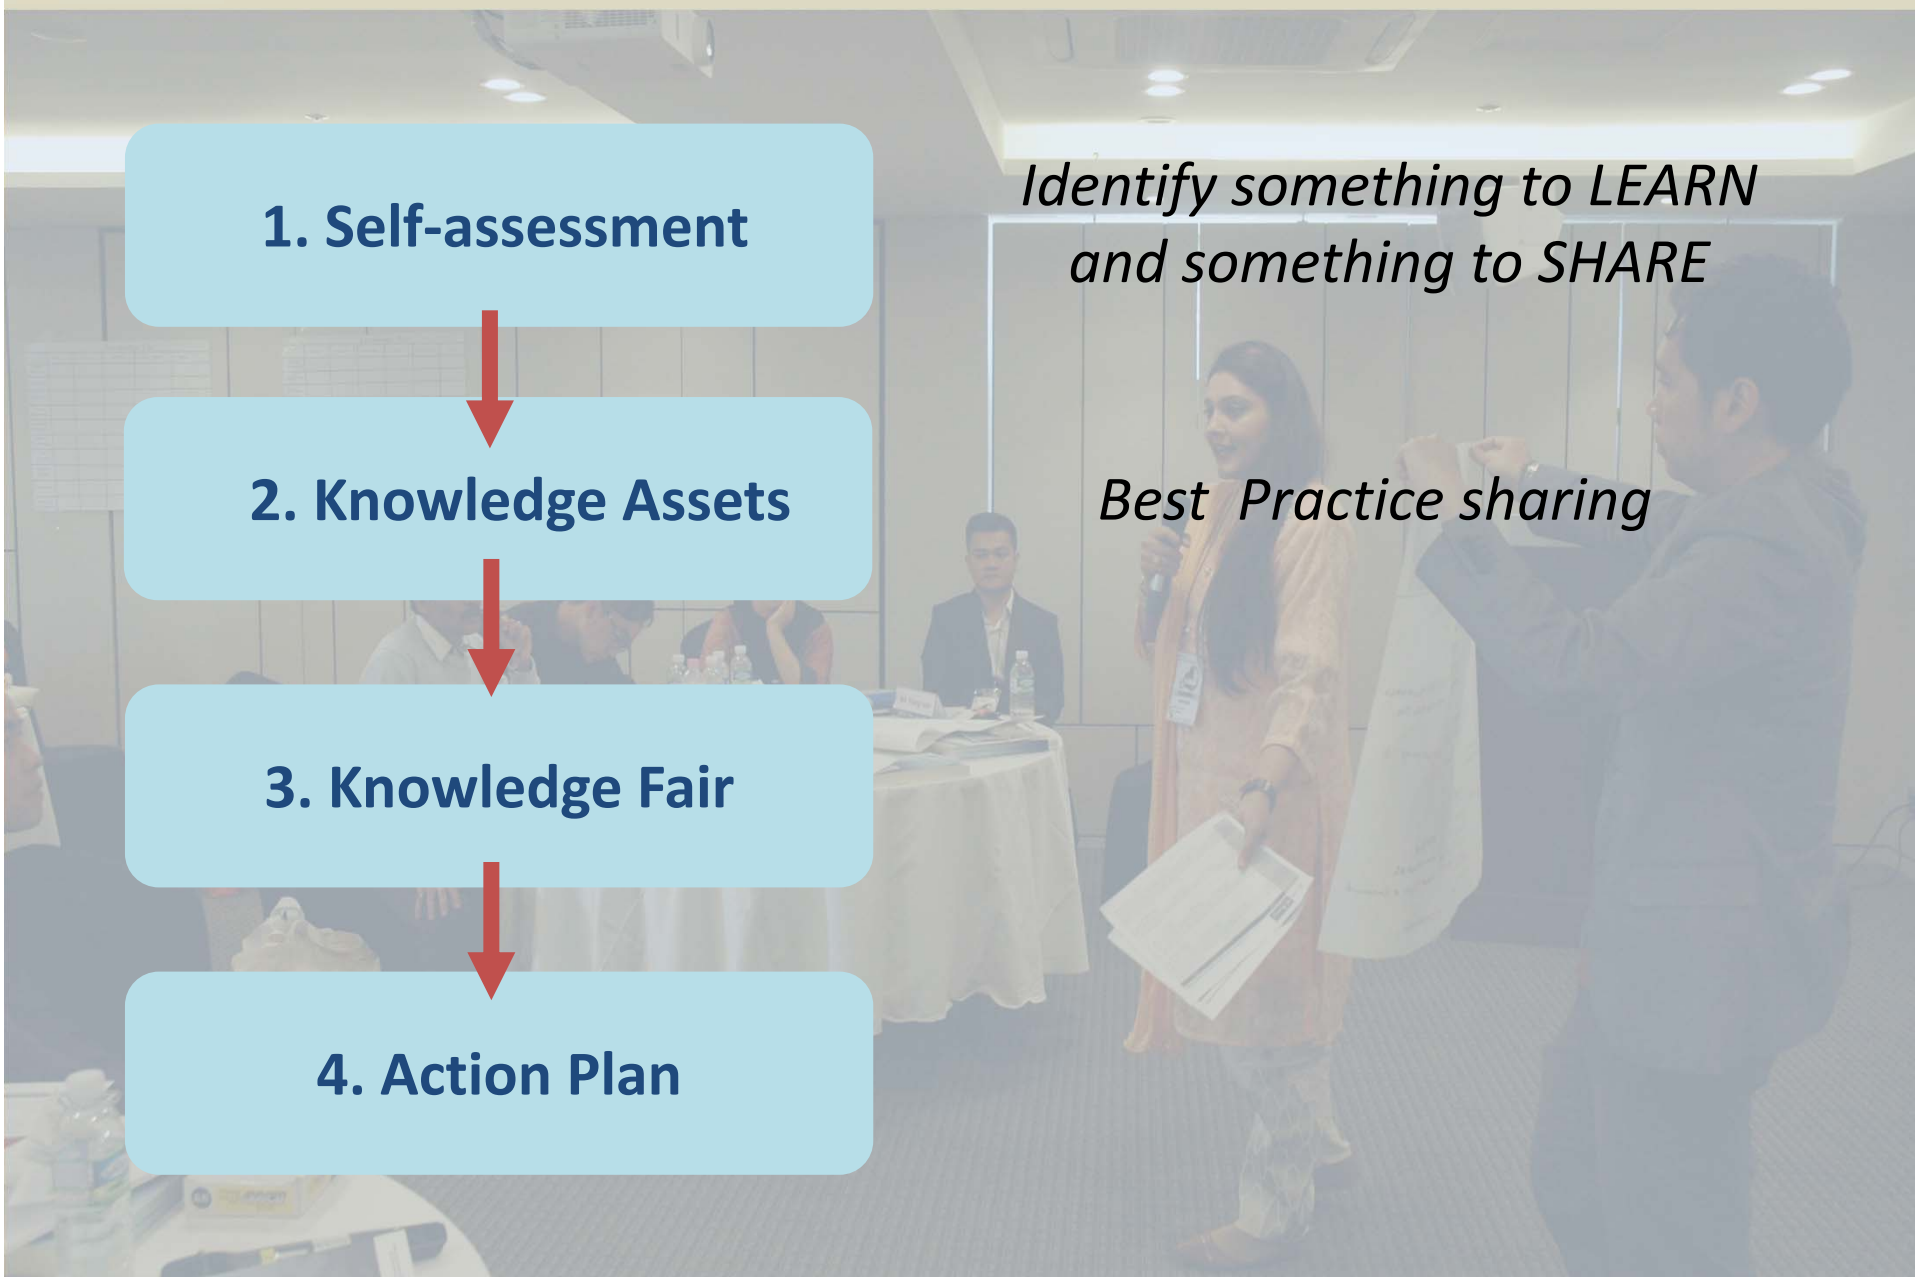 1. Self-assessment
Identify something to LEARN
and something to SHARE
2. Knowledge Assets
Best  Practice sharing
3. Knowledge Fair
4. Action Plan